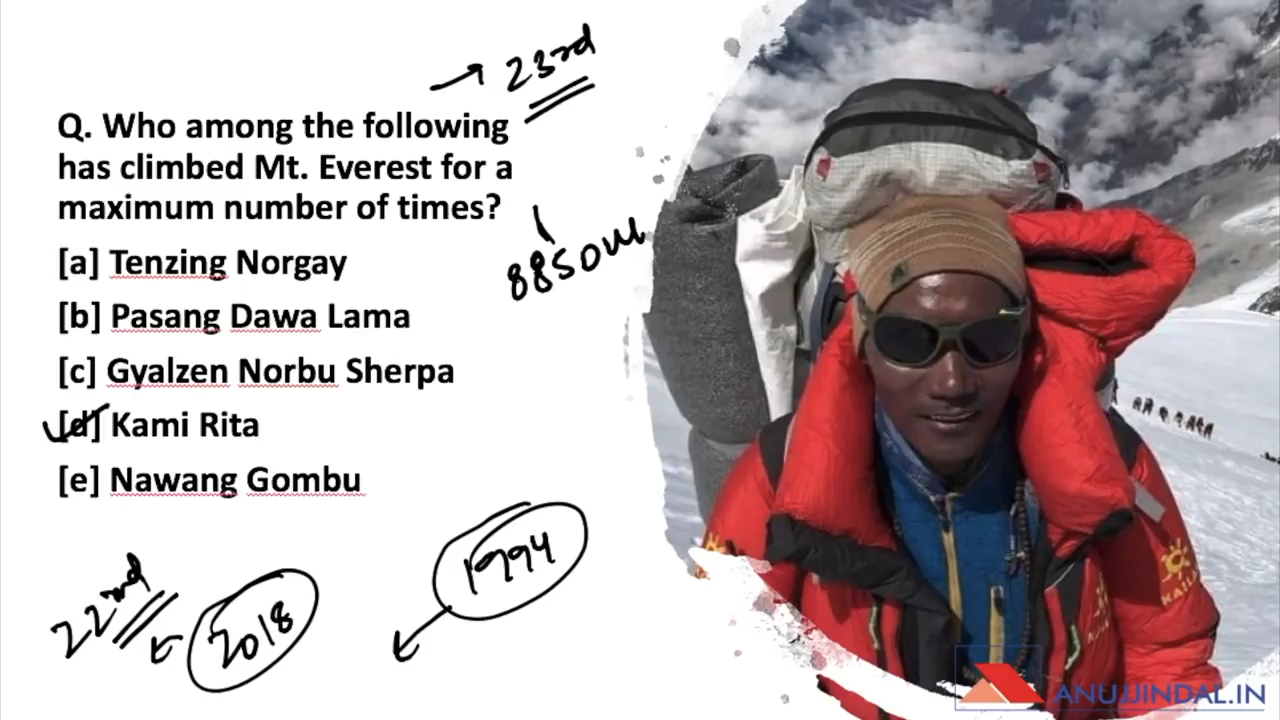 → 23rd
Q. Who among the following
has climbed Mt. Everest for a
maximum number of times?
8850m
[a] Tenzing Norgay
[b] Pasang Dawa Lama
[c] Gyalzen Norbu Sherpa
[d] Kami Rita
[e] Nawang Gombu
1994
22nd
2018
ANUJJINDAL.IN